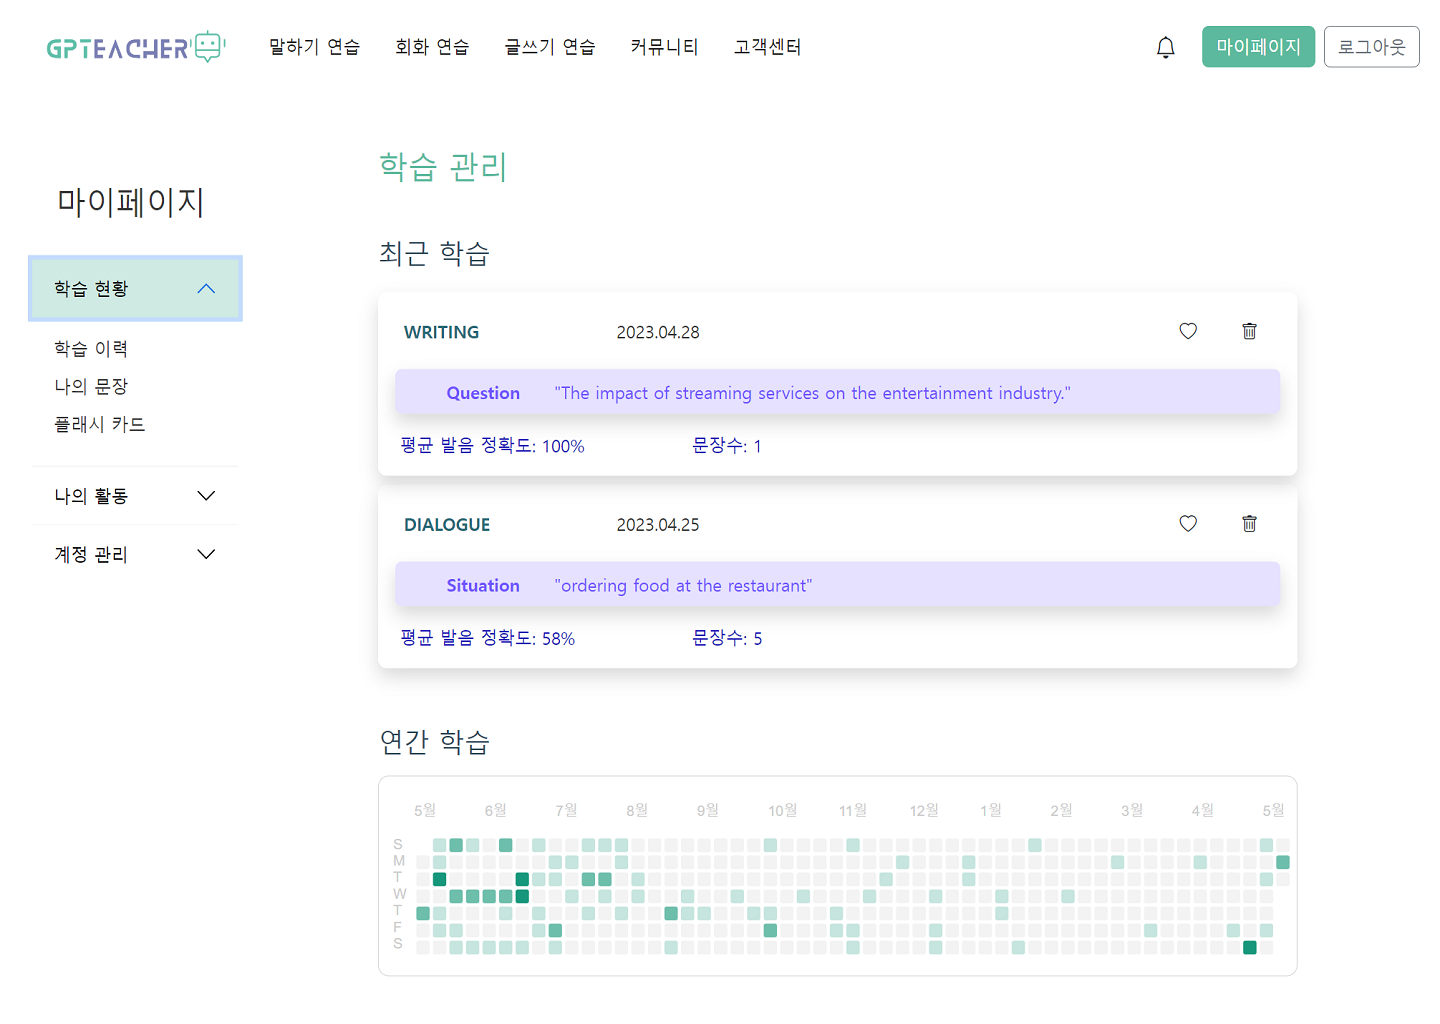 GPTEACHER 말하기 연습 회화 연습 글쓰기 연습 커뮤니티 고객센터 마이페이지 로그아웃
학습 관리
마이페이지
최근 학습
학습 현황
학습 이력
나의 문장
플래시 카드
나의 활동
계정 관리
WRITING 2023.04.28
Question "The impact of streaming services on the entertainment industry."
평균 발음 정확도: 100% 문장수: 1
DIALOGUE 2023.04.25
Situation "ordering food at the restaurant"
평균 발음 정확도: 58% 문장수: 5
연간 학습
5월 6월 7월 8월 9월 10월 11월 12월 1월 2월 3월 4월 5월
S
M
T
W
T
F
S